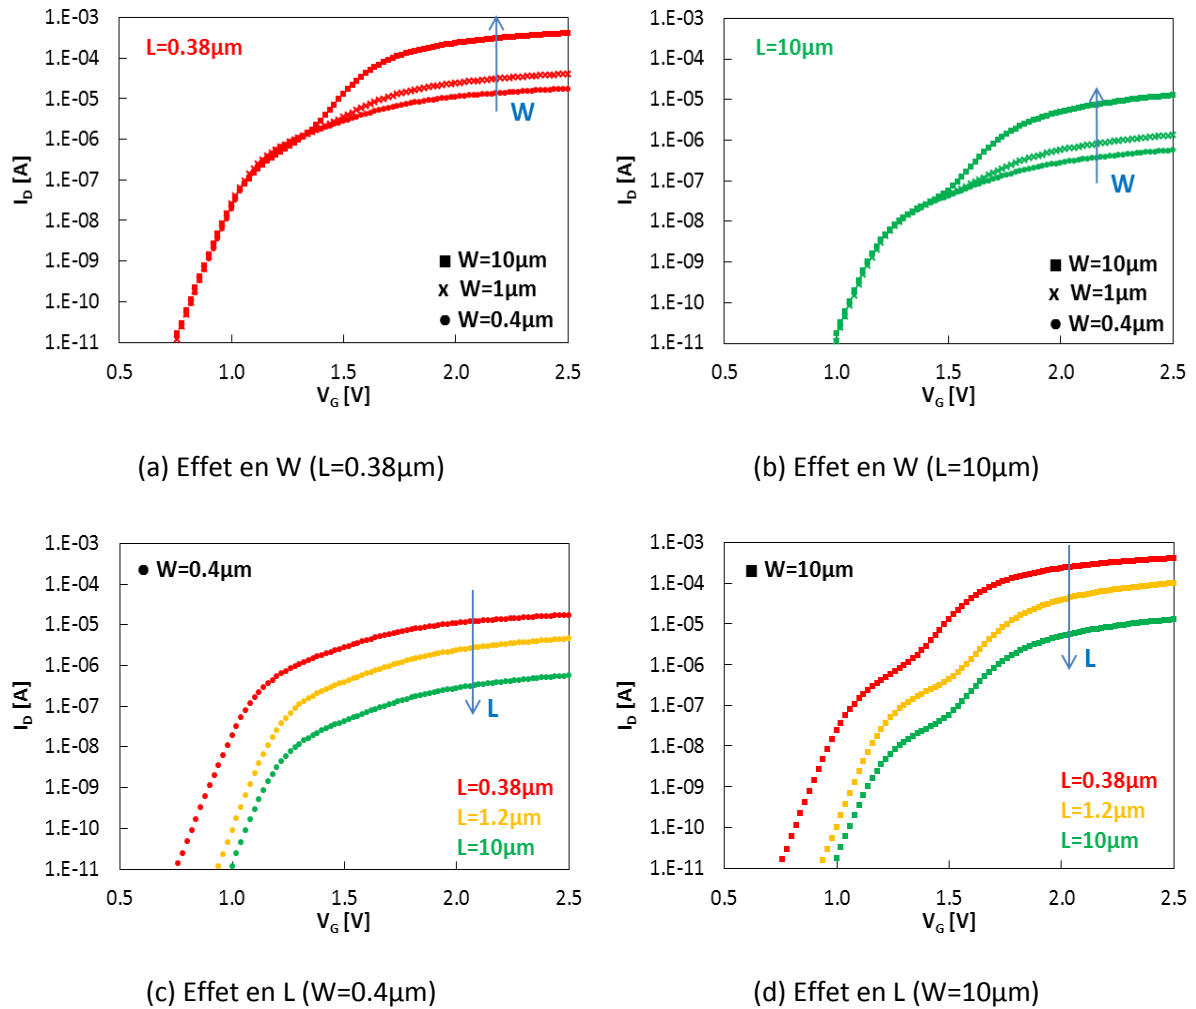 1.E-03
1.E-04
1.E-05
1.E-06
1.E-07
1.E-08
1.E-09
1.E-10
1.E-11
I_D [A]
L=0.38µm
W
W=10µm
W=1µm
W=0.4µm
0.5 1.0 1.5 2.0 2.5
V_G [V]
(a) Effet en W (L=0.38µm)
1.E-03
1.E-04
1.E-05
1.E-06
1.E-07
1.E-08
1.E-09
1.E-10
1.E-11
I_D [A]
L=10µm
W
W=10µm
W=1µm
W=0.4µm
0.5 1.0 1.5 2.0 2.5
V_G [V]
(b) Effet en W (L=10µm)
1.E-03
1.E-04
1.E-05
1.E-06
1.E-07
1.E-08
1.E-09
1.E-10
1.E-11
I_D [A]
W=0.4µm
L
L=0.38µm
L=1.2µm
L=10µm
0.5 1.0 1.5 2.0 2.5
V_G [V]
(c) Effet en L (W=0.4µm)
1.E-03
1.E-04
1.E-05
1.E-06
1.E-07
1.E-08
1.E-09
1.E-10
1.E-11
I_D [A]
W=10µm
L
L=0.38µm
L=1.2µm
L=10µm
0.5 1.0 1.5 2.0 2.5
V_G [V]
(d) Effet en L (W=10µm)